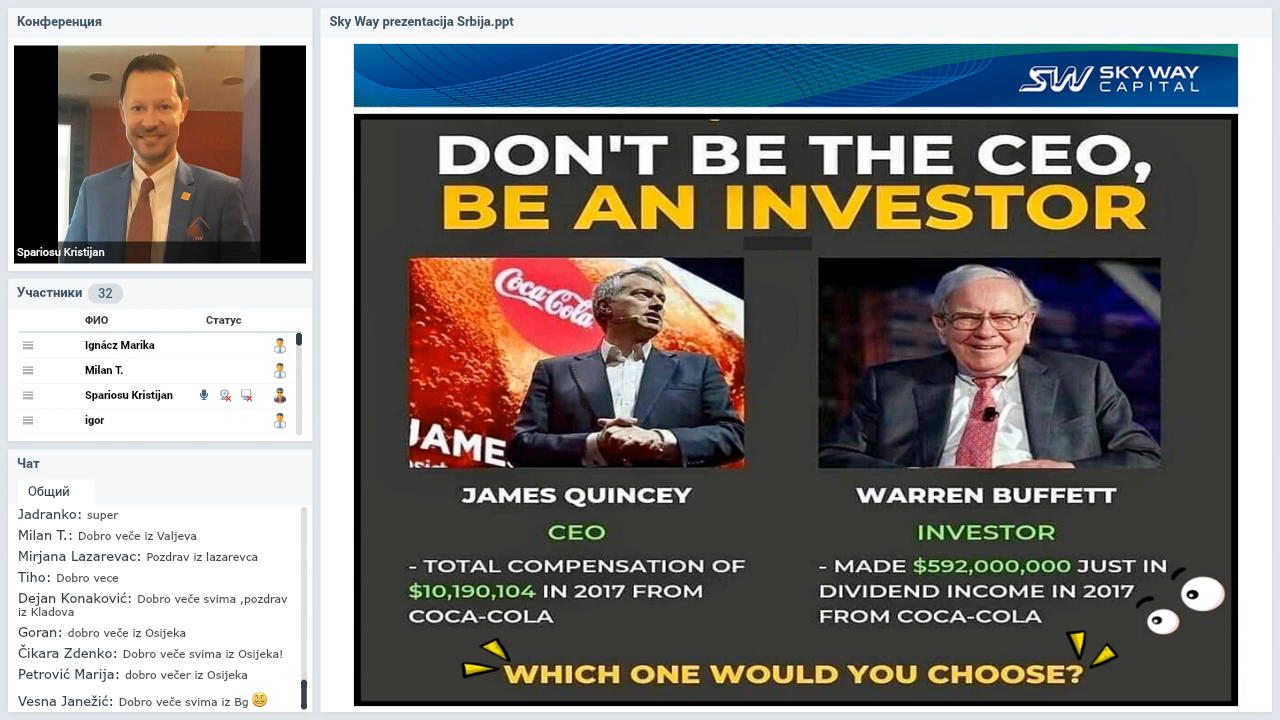 Конференция
Spariosu Kristijan
Участники 32
ФИО Статус
Ignácz Marika
Milan T.
Spariosu Kristijan
igor
Чат
Общий
Jadranko: super
Milan T.: Dobro veče iz Valjeva
Mirjana Lazarevac: Pozdrav iz lazarevca
Tiho: Dobro vece
Dejan Konaković: Dobro veče svima ,pozdrav
iz Kladova
Goran: dobro veče iz Osijeka
Čikara Zdenko: Dobro veče svima iz Osijeka!
Petrović Marija: dobro večer iz Osijeka
Vesna Janežić: Dobro veče svima iz Bg
Sky Way prezentacija Srbija.ppt
SW SKY WAY
CAPITAL
DON'T BE THE CEO,
BE AN INVESTOR
Coca-Cola
JAME
JAMES QUINCEY
CEO
- TOTAL COMPENSATION OF
$10,190,104 IN 2017 FROM
COCA-COLA
WARREN BUFFETT
INVESTOR
- MADE $592,000,000 JUST IN
DIVIDEND INCOME IN 2017
FROM COCA-COLA
WHICH ONE WOULD YOU CHOOSE?